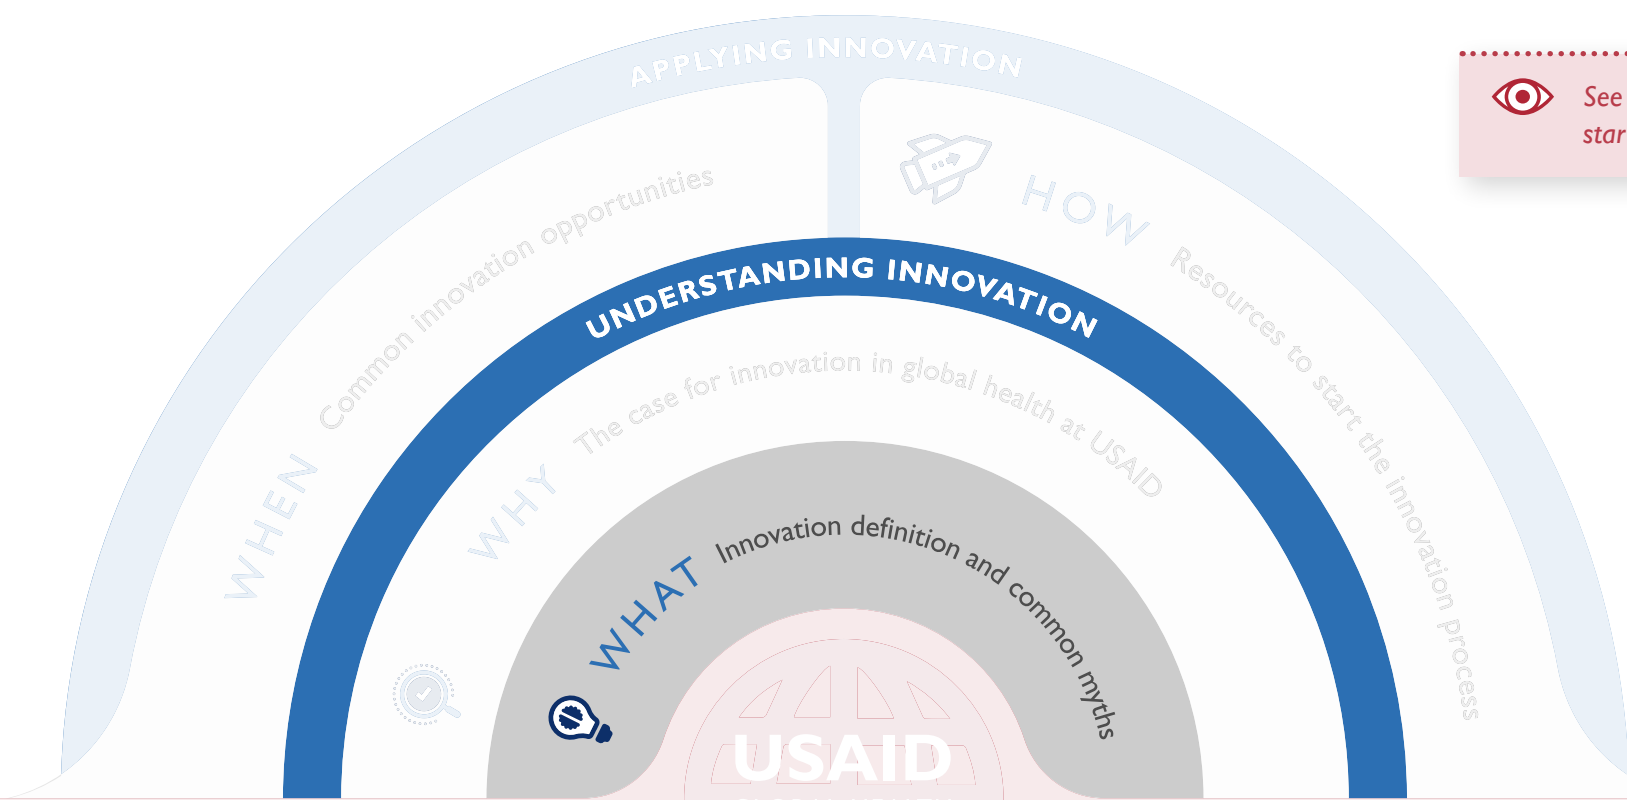 APPLYING INNOVATION
WHEN Common innovation opportunities
HOW Resources to start the innovation process
UNDERSTANDING INNOVATION
WHY The case for innovation in global health at USAID
WHAT Innovation definition and common myths
USAID
See
star